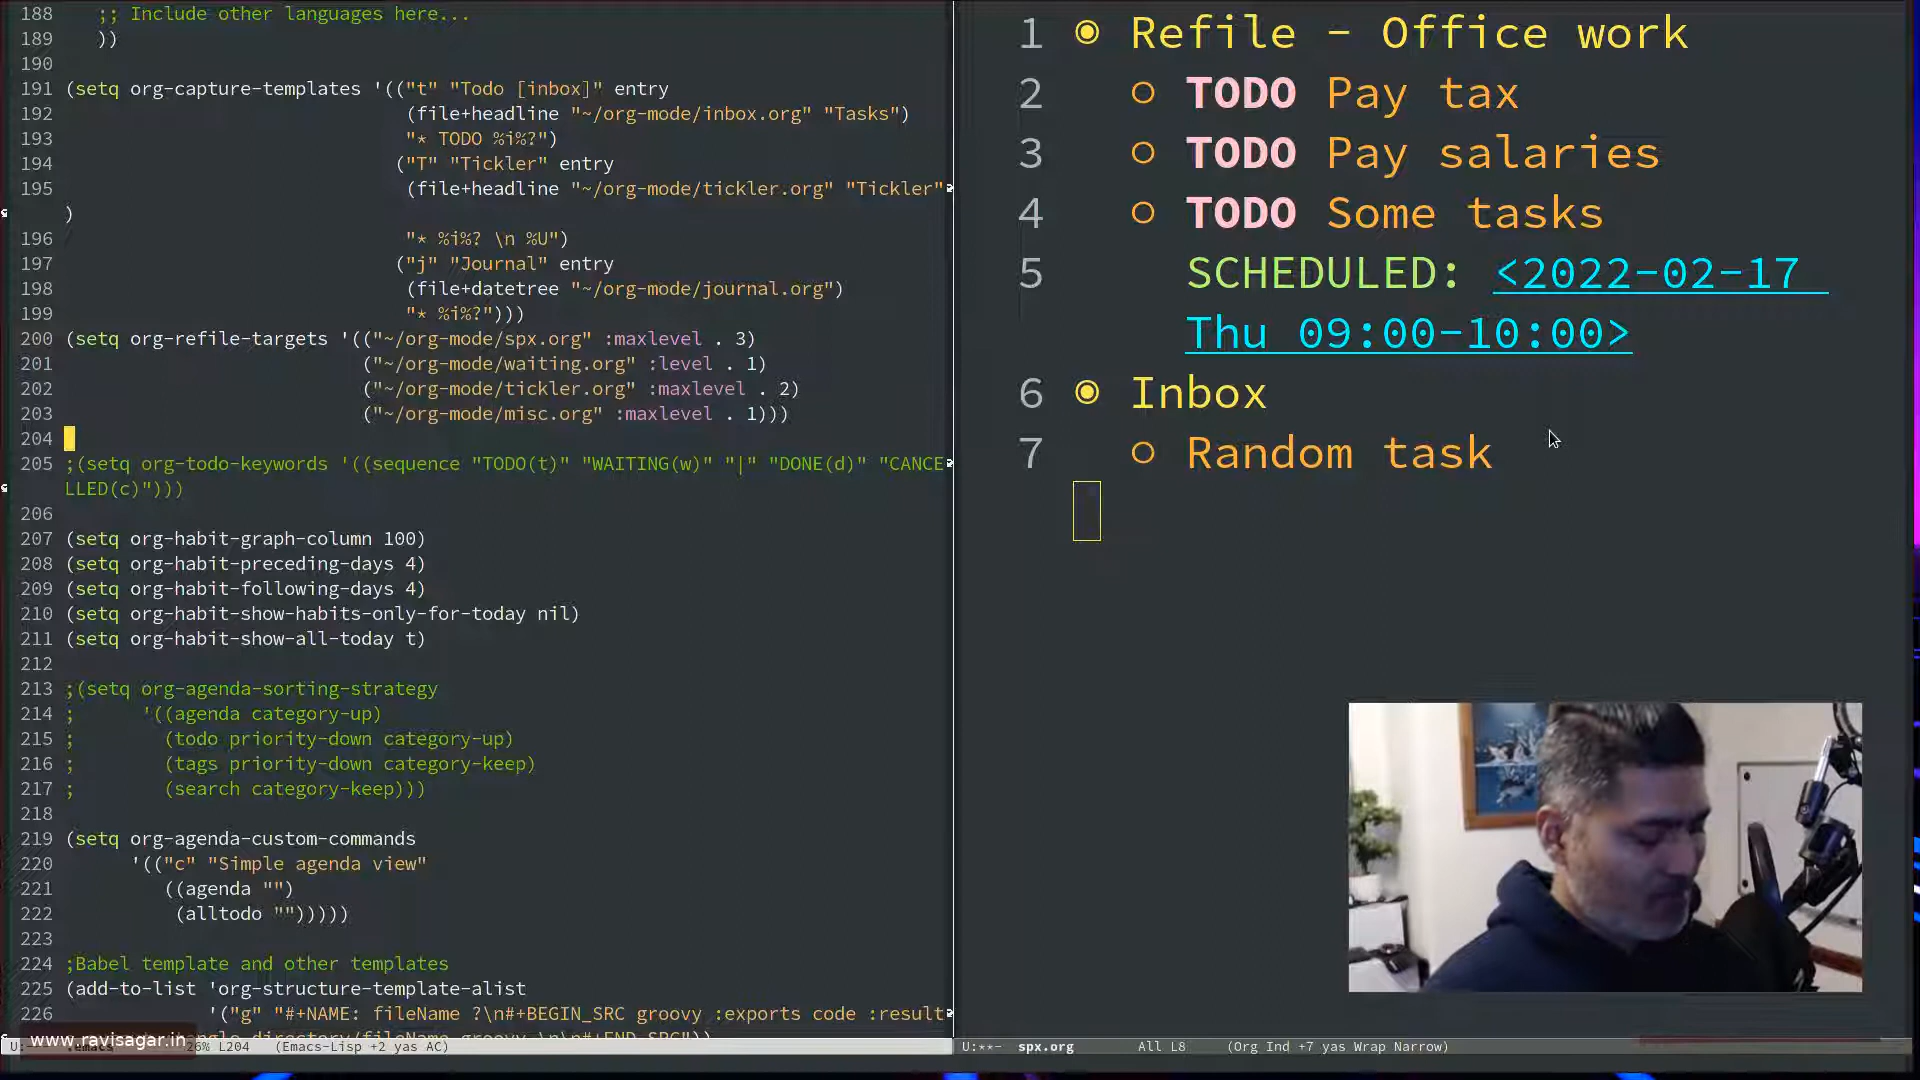 188 ;; Include other languages here...
189 ))
190
191 (setq org-capture-templates '(("t" "Todo [inbox]" entry
192 (file+headline "~/org-mode/inbox.org" "Tasks")
193 "* TODO %i%?")
194 ("T" "Tickler" entry
195 (file+headline "~/org-mode/tickler.org" "Tickler"
)
196 "* %i%? \n %U")
197 ("j" "Journal" entry
198 (file+datetree "~/org-mode/journal.org")
199 "* %i%?")))
200 (setq org-refile-targets '(("~/org-mode/spx.org" :maxlevel . 3)
201 ("~/org-mode/waiting.org" :level . 1)
202 ("~/org-mode/tickler.org" :maxlevel . 2)
203 ("~/org-mode/misc.org" :maxlevel . 1)))
204
205 ;(setq org-todo-keywords '((sequence "TODO(t)" "WAITING(w)" "|" "DONE(d)" "CANCE
LLED(c)")))
206
207 (setq org-habit-graph-column 100)
208 (setq org-habit-preceding-days 4)
209 (setq org-habit-following-days 4)
210 (setq org-habit-show-habits-only-for-today nil)
211 (setq org-habit-show-all-today t)
212
213 ;(setq org-agenda-sorting-strategy
214 ; '((agenda category-up)
215 ; (todo priority-down category-up)
216 ; (tags priority-down category-keep)
217 ; (search category-keep)))
218
219 (setq org-agenda-custom-commands
220 '(("c" "Simple agenda view"
221 ((agenda "")
222 (alltodo "")))))
223
224 ;Babel template and other templates
225 (add-to-list 'org-structure-template-alist
226 '("g" "#+NAME: fileName ?\n#+BEGIN_SRC groovy :exports code :result
www.ravisagar.in
26% L204 (Emacs-Lisp +2 yas AC)
1 Refile - Office work
2 TODO Pay tax
3 TODO Pay salaries
4 TODO Some tasks
5 SCHEDULED: <2022-02-17
Thu 09:00-10:00>
6 Inbox
7 Random task
U:**- spx.org All L8 (Org Ind +7 yas Wrap Narrow)